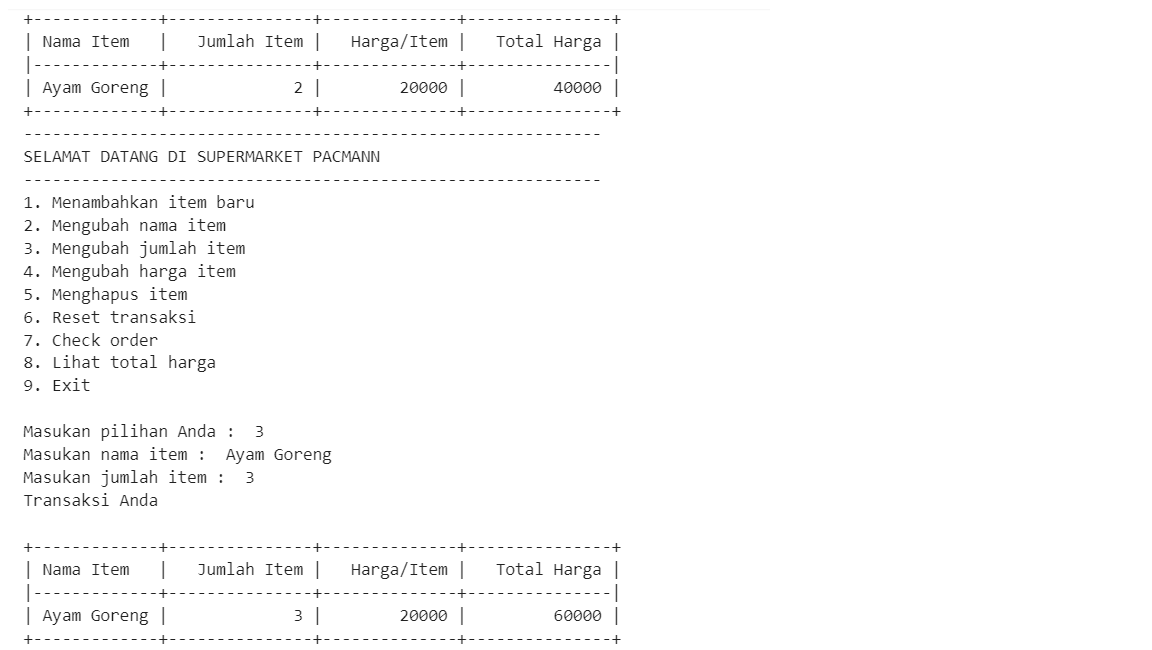 +-------------+---------------+--------------+---------------+
| Nama Item   |   Jumlah Item |   Harga/Item |   Total Harga |
|-------------+---------------+--------------+---------------|
| Ayam Goreng |             2 |        20000 |         40000 |
+-------------+---------------+--------------+---------------+
------------------------------------------------------------
SELAMAT DATANG DI SUPERMARKET PACMANN
------------------------------------------------------------
1. Menambahkan item baru
2. Mengubah nama item
3. Mengubah jumlah item
4. Mengubah harga item
5. Menghapus item
6. Reset transaksi
7. Check order
8. Lihat total harga
9. Exit
Masukan pilihan Anda :  3
Masukan nama item :  Ayam Goreng
Masukan jumlah item :  3
Transaksi Anda
+-------------+---------------+--------------+---------------+
| Nama Item   |   Jumlah Item |   Harga/Item |   Total Harga |
|-------------+---------------+--------------+---------------|
| Ayam Goreng |             3 |        20000 |         60000 |
+-------------+---------------+--------------+---------------+